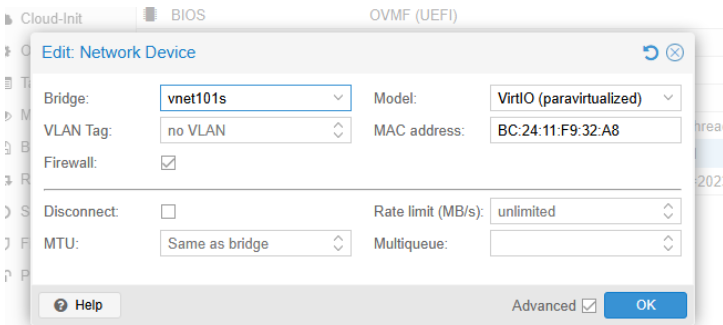 Cloud-Init BIOS OVMF (UEFI)
Edit: Network Device
Bridge: vnet101s Model: VirtIO (paravirtualized)
VLAN Tag: no VLAN MAC address: BC:24:11:F9:32:A8
Firewall:
Disconnect: Rate limit (MB/s): unlimited
MTU: Same as bridge Multiqueue:
Help Advanced OK